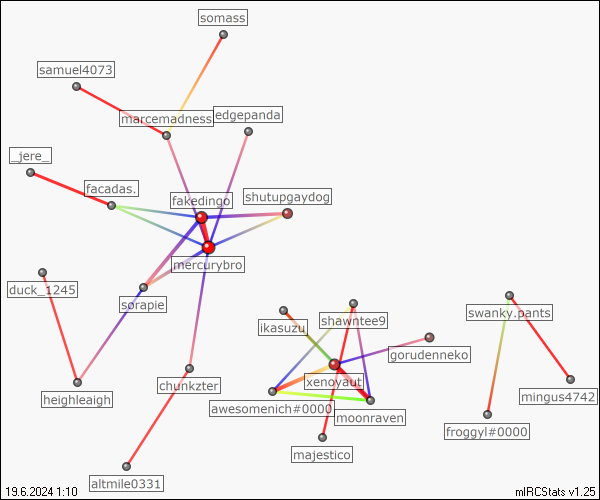 somass
samuel4073
marcemadness
edgepanda
_jere_
facadas.
fakedingo
shutupgaydog
mercurybro
duck_1245
sorapie
ikasuzu
shawntee9
swanky.pants
gorudenneko
xenoyaut
heighleaigh
chunkzter
awesomenich#0000
moonraven
mingus4742
froggyl#0000
majestico
altmile0331
19.6.2024 1:10
mIRCStats v1.25